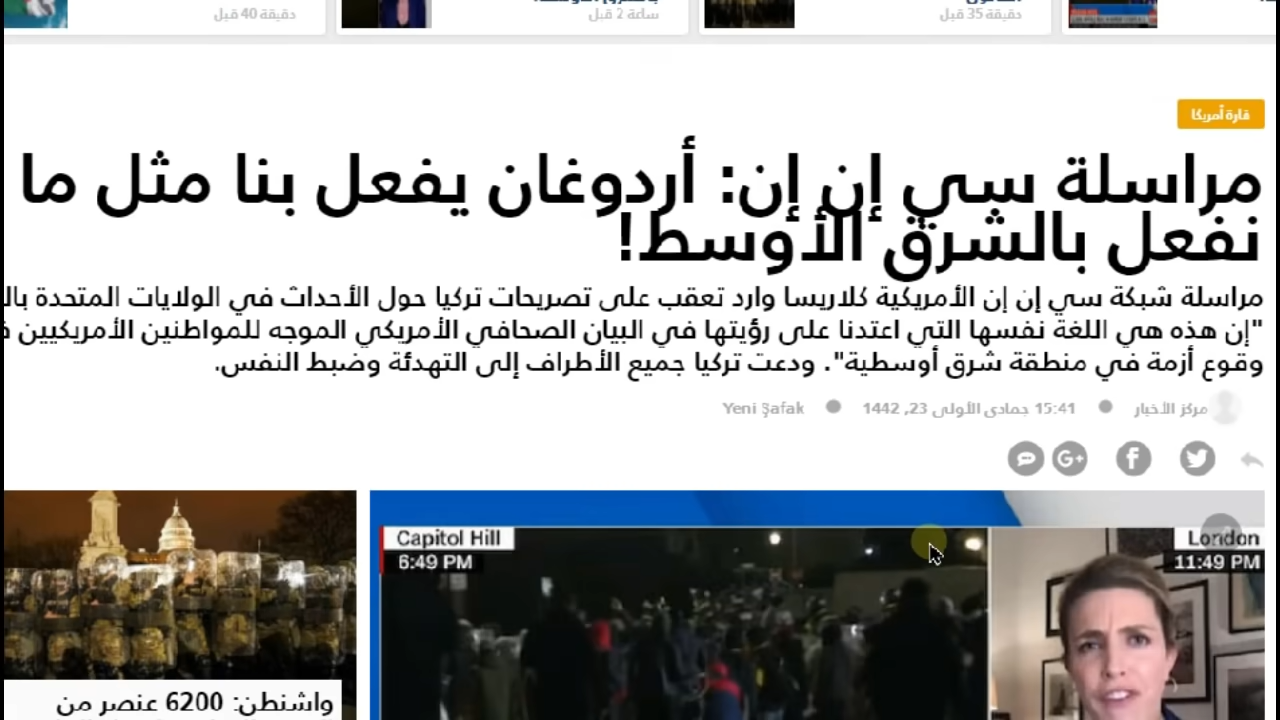 دقيقة 35 قبل
ساعة 2 قبل
دقيقة 40 قبل
قارة أمريكا
مراسلة سي إن إن: أردوغان يفعل بنا مثل ما
نفعل بالشرق الأوسط!
مراسلة شبكة سي إن إن الأمريكية كلاريسا وارد تعقب على تصريحات تركيا حول الأحداث في الولايات المتحدة
"إن هذه هي اللغة نفسها التي اعتدنا على رؤيتها في البيان الصحافي الأمريكي الموجه للمواطنين الأمريكيين
وقوع أزمة في منطقة شرق أوسطية". ودعت تركيا جميع الأطراف إلى التهدئة وضبط النفس.
مركز الأخبار ● 15:41 جمادى الأولى 23, 1442 ● Yeni Şafak
Capitol Hill
6:49 PM
London
11:49 PM
واشنطن: 6200 عنصر من